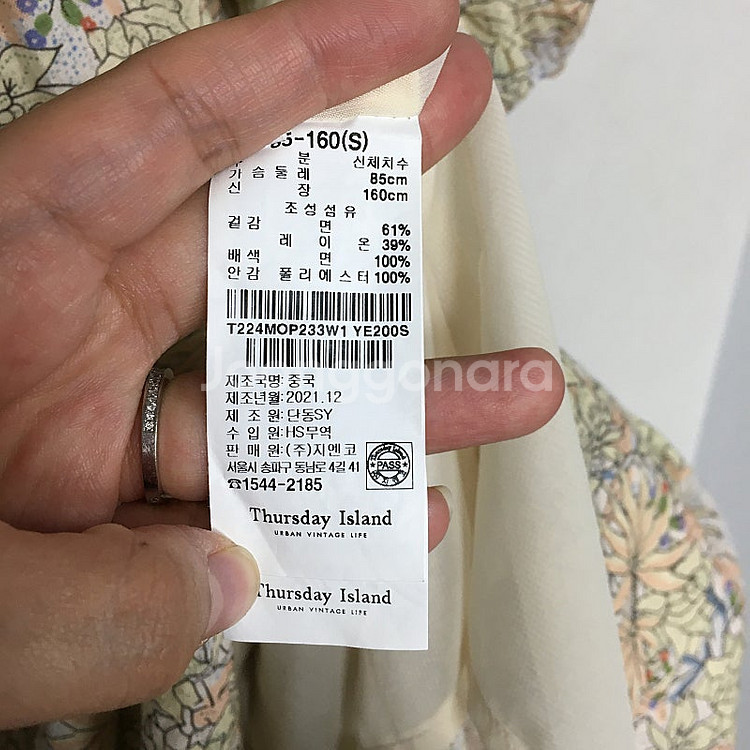 85-160(S)
구 분 신체치수
가 슴 둘 레 85cm
신 장 160cm
조 성 섬 유
겉 감 면 61%
레 이 온 39%
배 색 면 100%
안 감 폴 리 에 스 터 100%
T224MOP233W1 YE200S
Joonggonara
제조국명: 중국
제조년월: 2021.12
제 조 원: 단동SY
수 입 원: HS무역
판 매 원: (주)지엔코
서울시 송파구 동남로 4길 41
☎1544-2185
Thursday Island
PASS
Thursday Island
URBAN VINTAGE LIFE
Thursday Island
URBAN VINTAGE LIFE